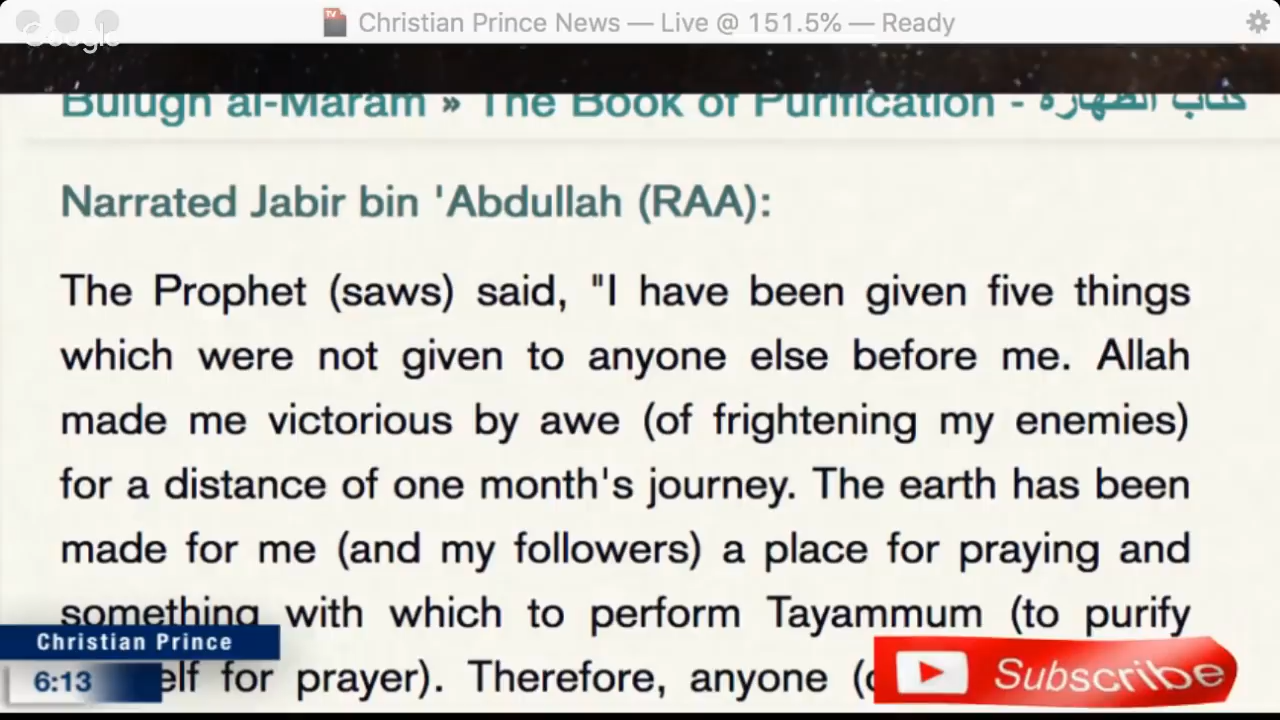 Christian Prince News — Live @ 151.5% — Ready
Google
Bulugh al-Maram » The Book of Purification - كتاب الطهارة
Narrated Jabir bin 'Abdullah (RAA):
The Prophet (saws) said, "I have been given five things
which were not given to anyone else before me. Allah
made me victorious by awe (of frightening my enemies)
for a distance of one month's journey. The earth has been
made for me (and my followers) a place for praying and
something with which to perform Tayammum (to purify
elf for prayer). Therefore, anyone (
Christian Prince
6:13
Subscribe